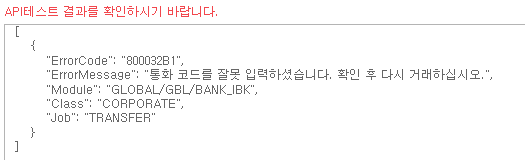 API테스트 결과를 확인하시기 바랍니다.
[
{
"ErrorCode": "800032B1",
"ErrorMessage": "통화 코드를 잘못 입력하셨습니다. 확인 후 다시 거래하십시오.",
"Module": "GLOBAL/GBL/BANK_IBK",
"Class": "CORPORATE",
"Job": "TRANSFER"
}
]